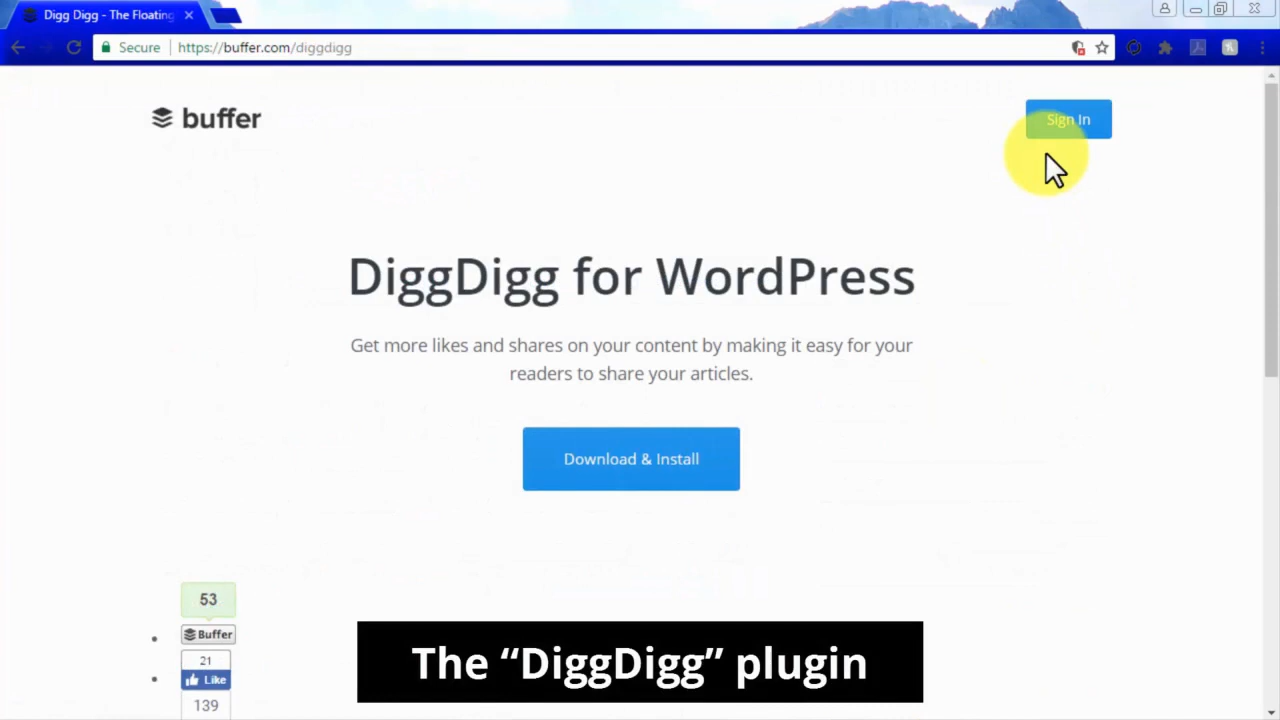 Digg Digg - The Floating
Secure https://buffer.com/diggdigg
buffer
Sign In
DiggDigg for WordPress
Get more likes and shares on your content by making it easy for your
readers to share your articles.
Download & Install
53
Buffer
21
Like
139
The “DiggDigg” plugin